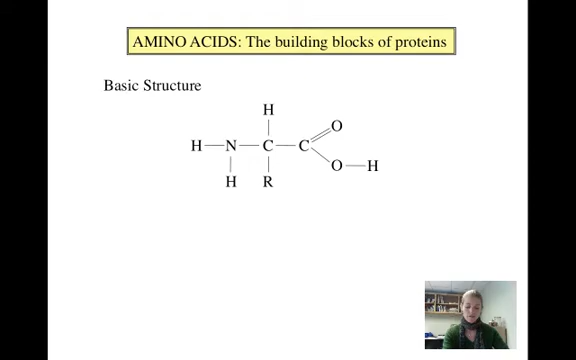 AMINO ACIDS: The building blocks of proteins
Basic Structure
H
O
H N C C
O H
H R